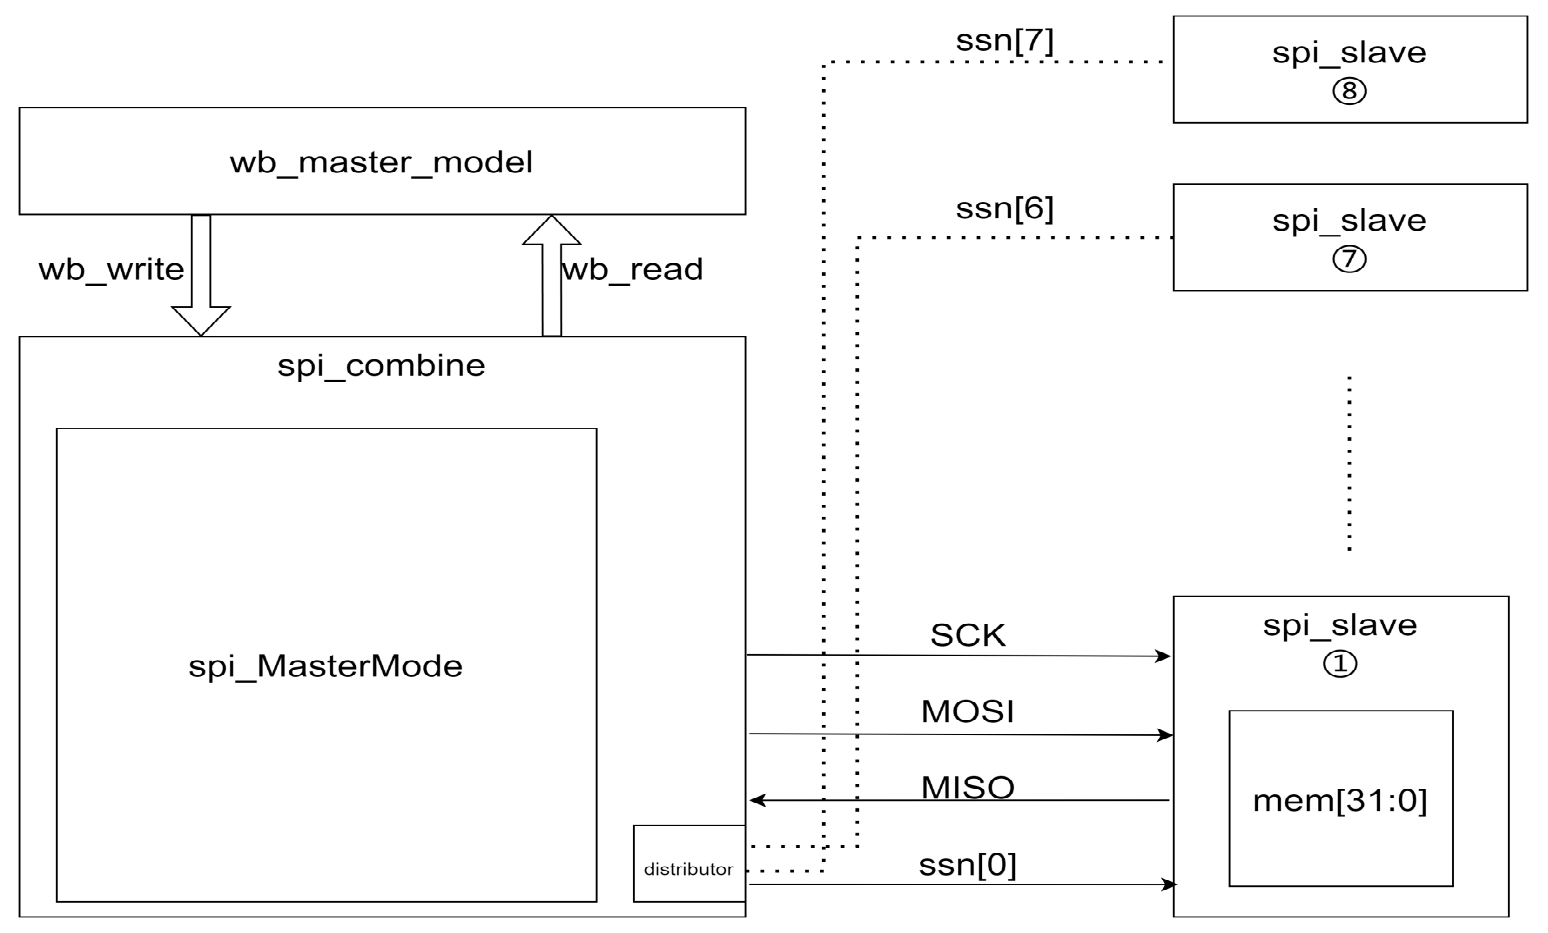 ssn[7]
spi_slave
⑧
wb_master_model
ssn[6]
spi_slave
⑦
wb_write
wb_read
spi_combine
spi_MasterMode
SCK
MOSI
MISO
ssn[0]
distributor
spi_slave
①
mem[31:0]